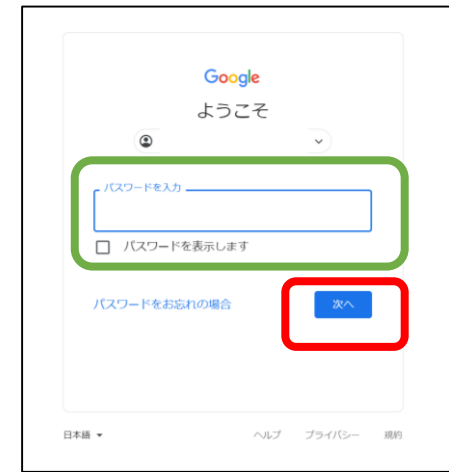 Google
ようこそ
パスワードを入力
パスワードを表示します
パスワードをお忘れの場合
次へ
日本語
ヘルプ
プライバシー
規約